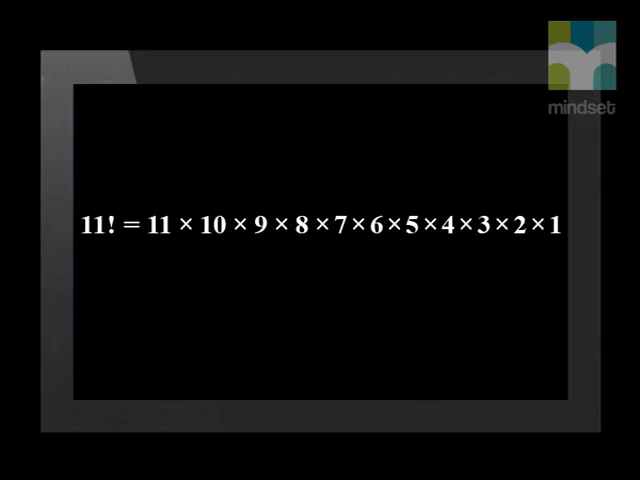 mindset
11! = 11 × 10 × 9 × 8 × 7 × 6 × 5 × 4 × 3 × 2 × 1